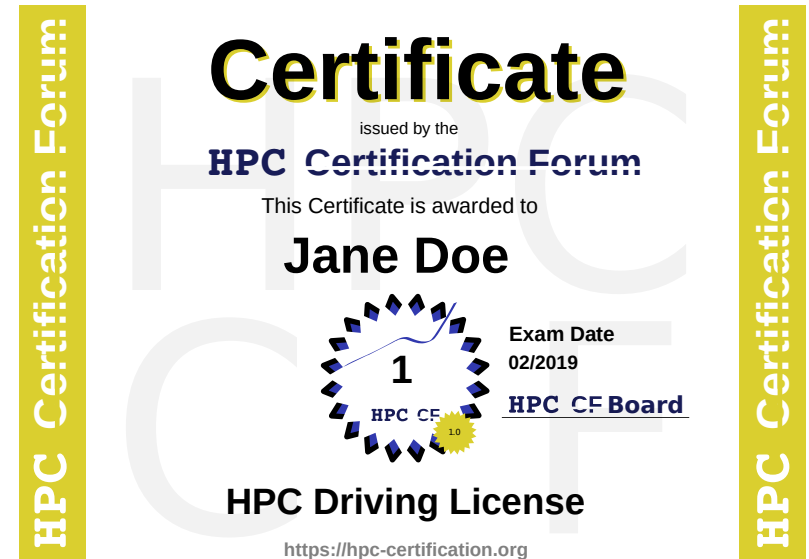 HPC Certification Forum
Certificate
issued by the
HPC Certification Forum
This Certificate is awarded to
Jane Doe
1
HPC CF
1.0
Exam Date
02/2019
HPC CF Board
HPC Driving License
https://hpc-certification.org
HPC
CF
HPC Certification Forum